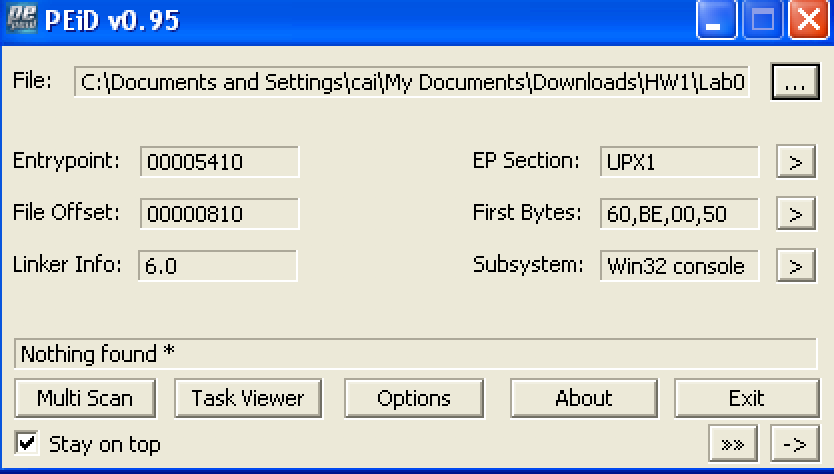 PEiD v0.95
File: C:\Documents and Settings\cai\My Documents\Downloads\HW1\Lab0 ...
Entrypoint: 00005410 EP Section: UPX1 >
File Offset: 00000810 First Bytes: 60,BE,00,50 >
Linker Info: 6.0 Subsystem: Win32 console >
Nothing found *
Multi Scan Task Viewer Options About Exit
Stay on top »» ->